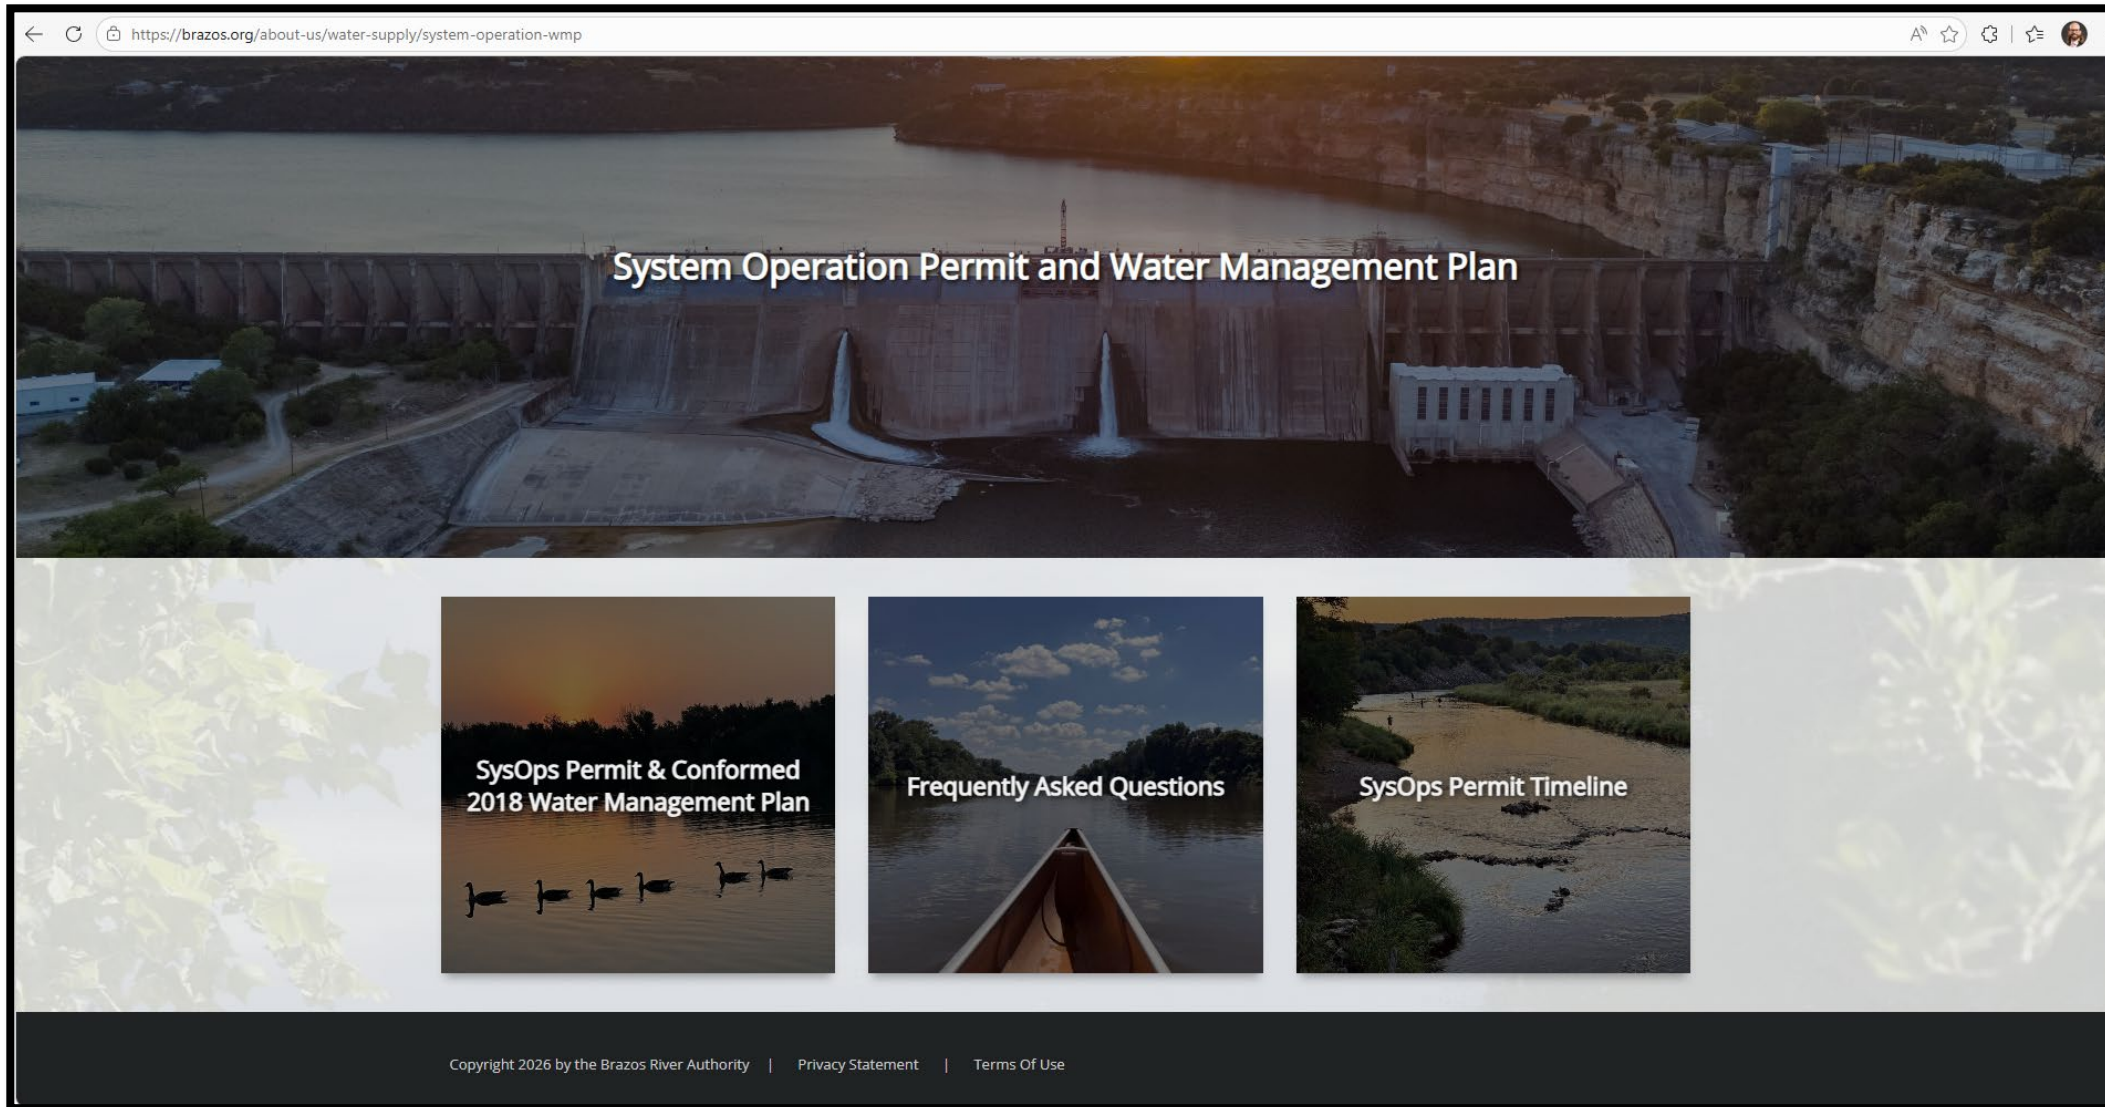 https://brazos.org/about-us/water-supply/system-operation-wmp
System Operation Permit and Water Management Plan
SysOps Permit & Conformed
2018 Water Management Plan
Frequently Asked Questions
SysOps Permit Timeline
Copyright 2026 by the Brazos River Authority | Privacy Statement | Terms Of Use